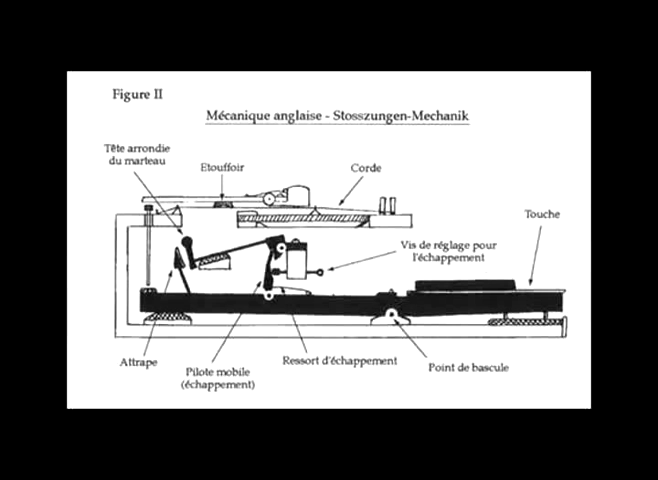 Figure II
Mécanique anglaise - Stosszungen-Mechanik
Tête arrondie
du marteau
Etouffoir
Corde
Touche
Vis de réglage pour
l'échappement
Attrape
Pilote mobile
(échappement)
Ressort d'échappement
Point de bascule